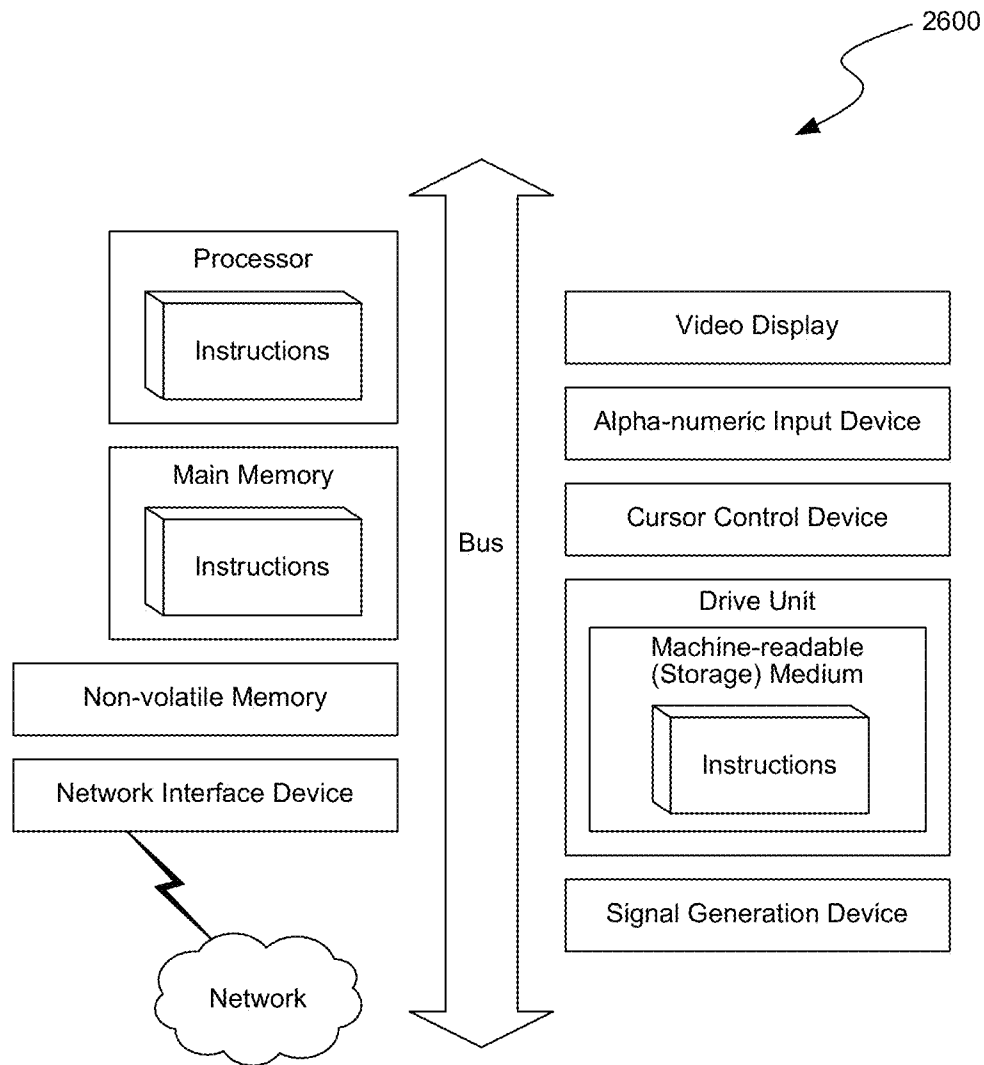 2600
Processor
Instructions
Main Memory
Instructions
Non-volatile Memory
Network Interface Device
Network
Bus
Video Display
Alpha-numeric Input Device
Cursor Control Device
Drive Unit
Machine-readable
(Storage) Medium
Instructions
Signal Generation Device